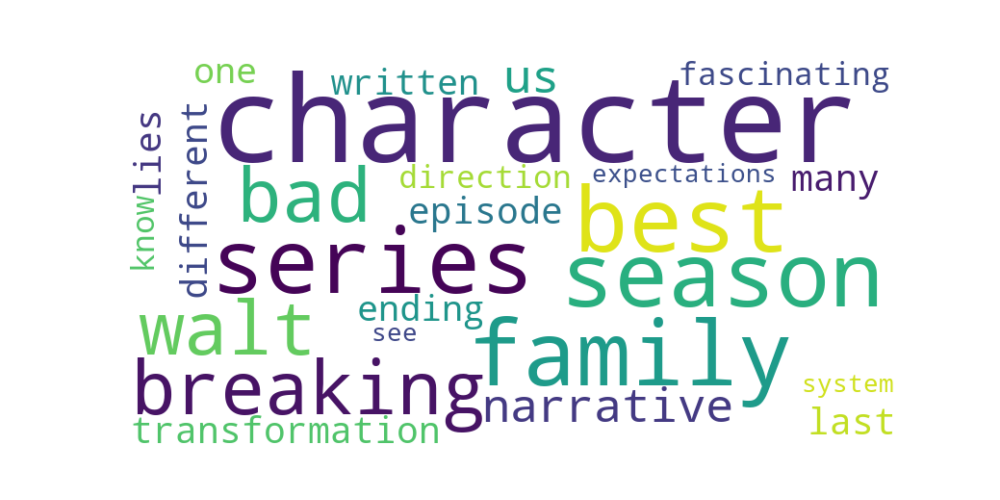 one
written
us
fascinating
character
lies
different
know
bad
direction
expectations
many
episode
best
series
season
walt
ending
see
family
breaking
narrative
system
last
transformation